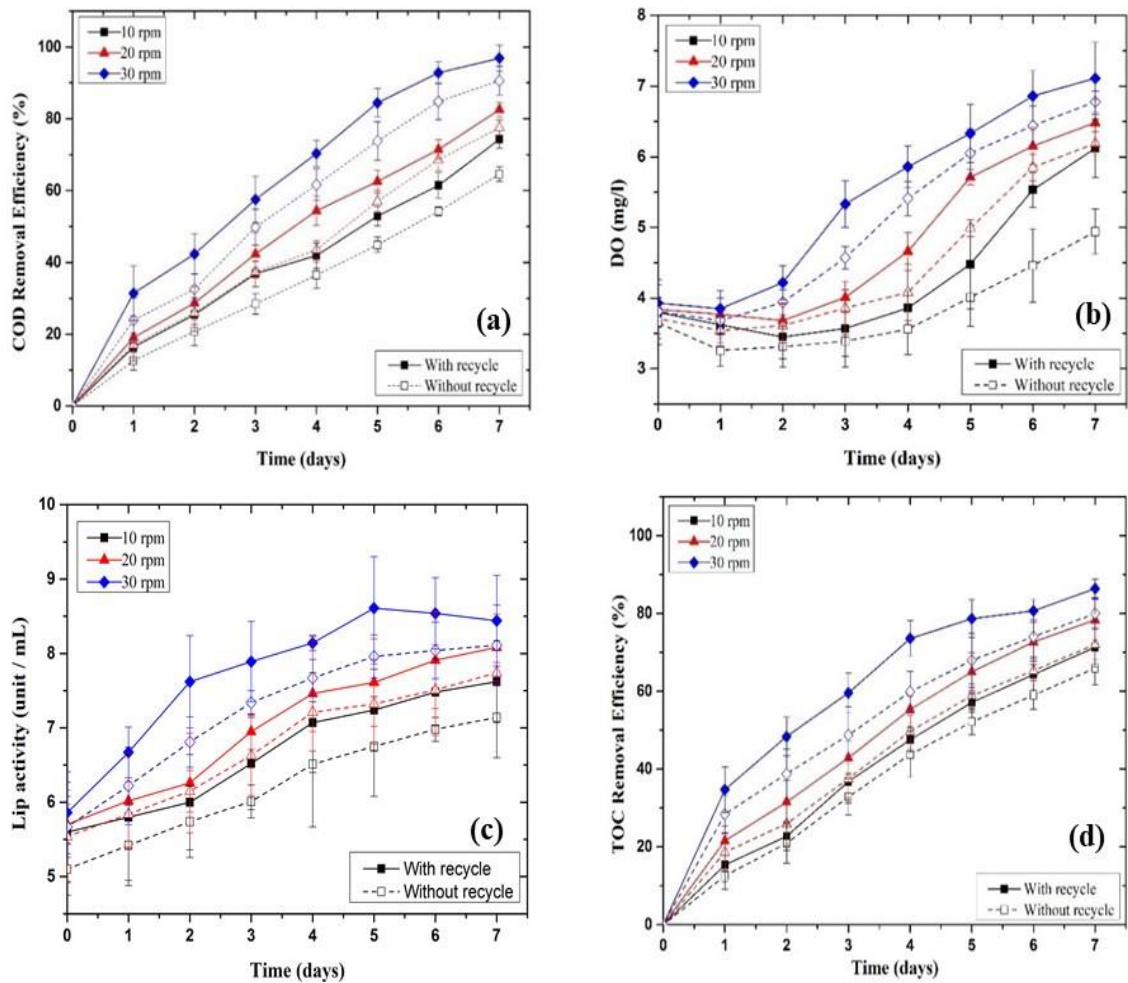 10 rpm
20 rpm
30 rpm
100
80
60
40
20
0
COD Removal Efficiency (%)
(a)
With recycle
Without recycle
1 2 3 4 5 6 7
Time (days)
10 rpm
20 rpm
30 rpm
8
7
6
5
4
3
DO (mg/l)
(b)
With recycle
Without recycle
0 1 2 3 4 5 6 7
Time (days)
10 rpm
20 rpm
30 rpm
10
9
8
7
6
5
Lip activity (unit / mL)
(c)
With recycle
Without recycle
0 1 2 3 4 5 6 7
Time (days)
10 rpm
20 rpm
30 rpm
100
80
60
40
20
0
TOC Removal Efficiency (%)
(d)
With recycle
Without recycle
0 1 2 3 4 5 6 7
Time (days)